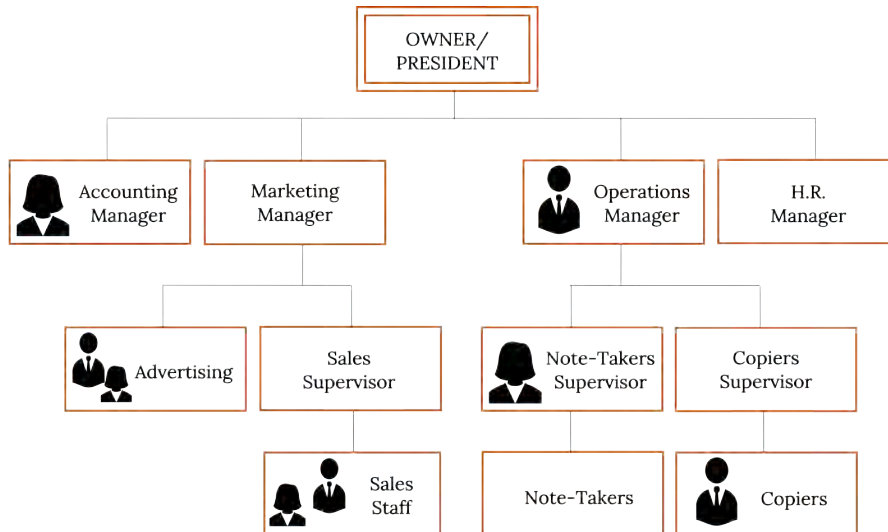 OWNER/
PRESIDENT
Accounting
Manager
Marketing
Manager
Operations
Manager
H.R.
Manager
Advertising
Sales
Supervisor
Note-Takers
Supervisor
Copiers
Supervisor
Sales
Staff
Note-Takers
Copiers